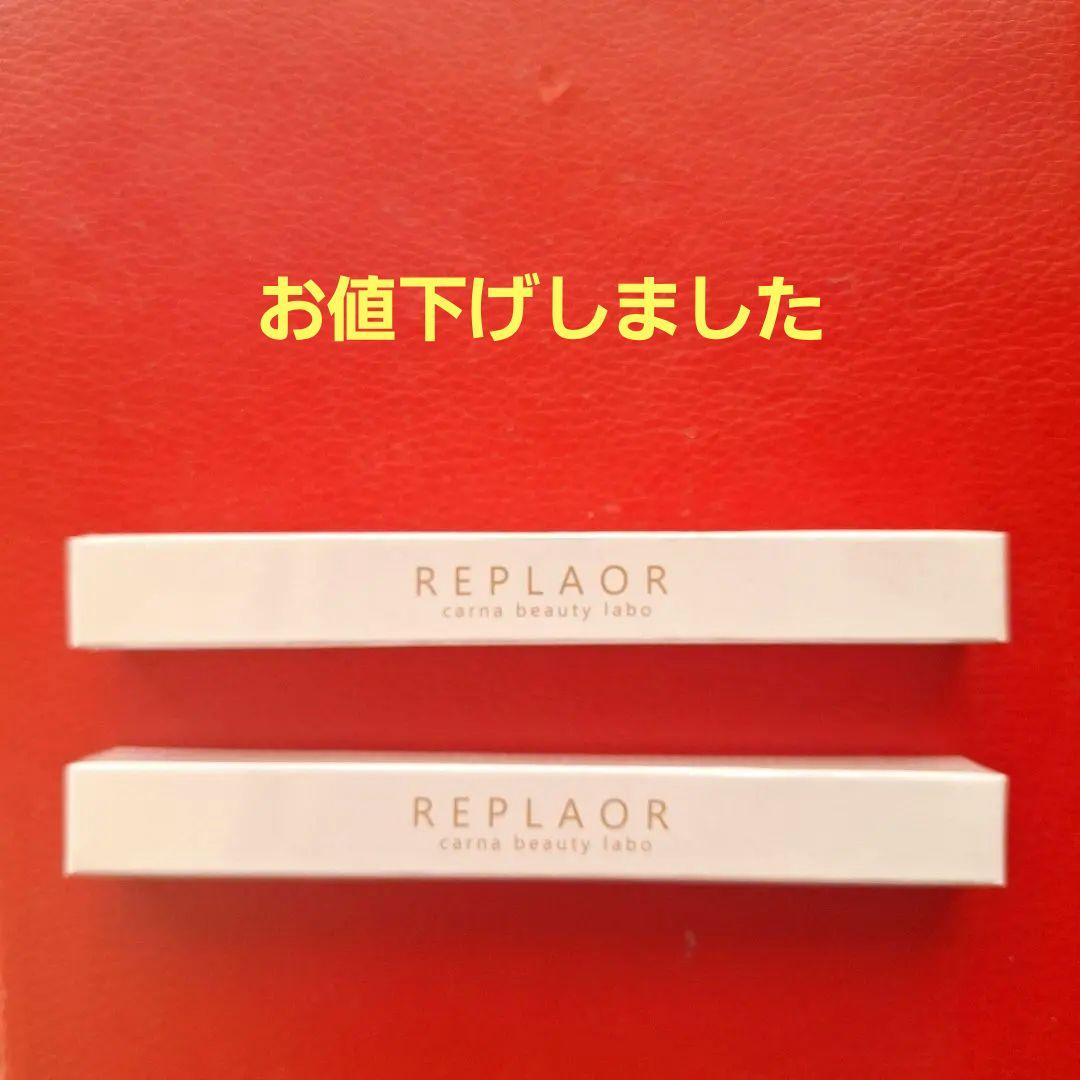 お値下げしました
REPLAOR
carna beauty labo
REPLAOR
carna beauty labo